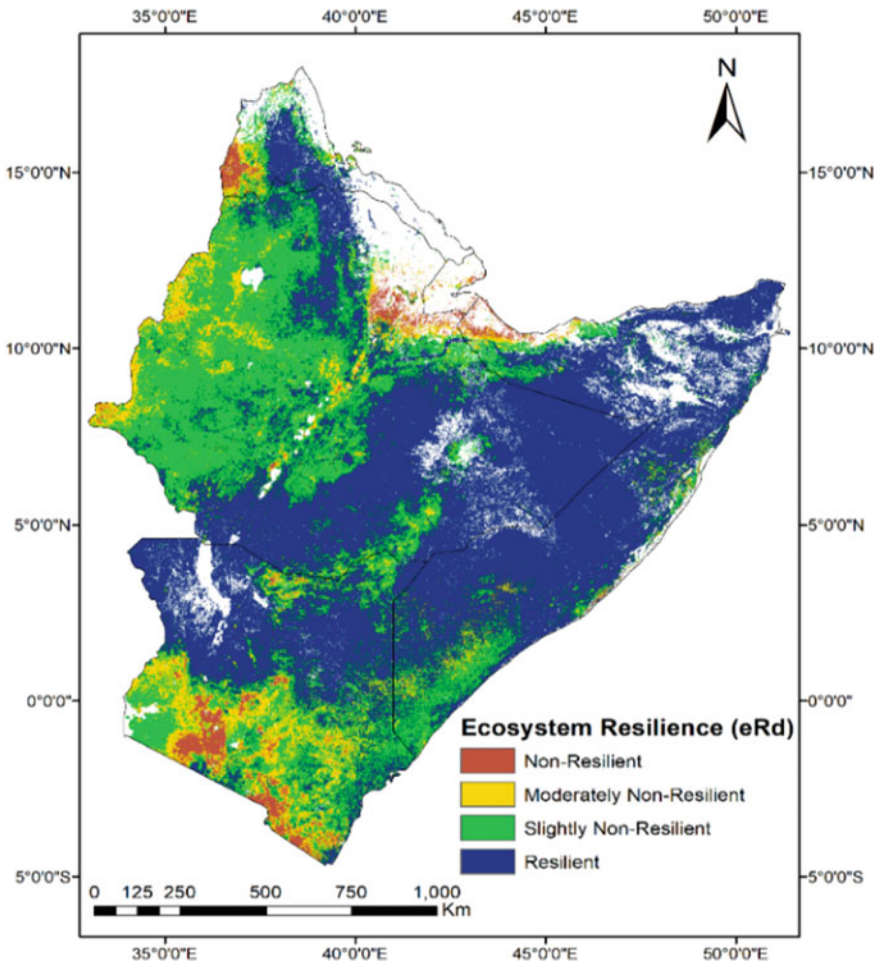 35°0'0"E 40°0'0"E 45°0'0"E 50°0'0"E
N
15°0'0"N 15°0'0"N
10°0'0"N 10°0'0"N
5°0'0"N 5°0'0"N
0°0'0" 0°0'0"
Ecosystem Resilience (eRd)
Non-Resilient
Moderately Non-Resilient
Slightly Non-Resilient
Resilient
5°0'0"S 5°0'0"S
0 125 250 500 750 1,000
Km
35°0'0"E 40°0'0"E 45°0'0"E 50°0'0"E